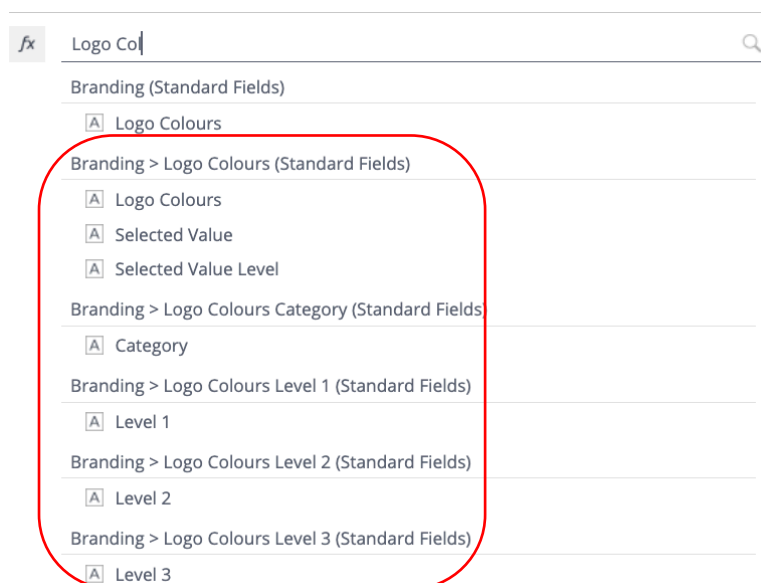 fx Logo Col
Branding (Standard Fields)
A Logo Colours
Branding > Logo Colours (Standard Fields)
A Logo Colours
A Selected Value
A Selected Value Level
Branding > Logo Colours Category (Standard Fields)
A Category
Branding > Logo Colours Level 1 (Standard Fields)
A Level 1
Branding > Logo Colours Level 2 (Standard Fields)
A Level 2
Branding > Logo Colours Level 3 (Standard Fields)
A Level 3